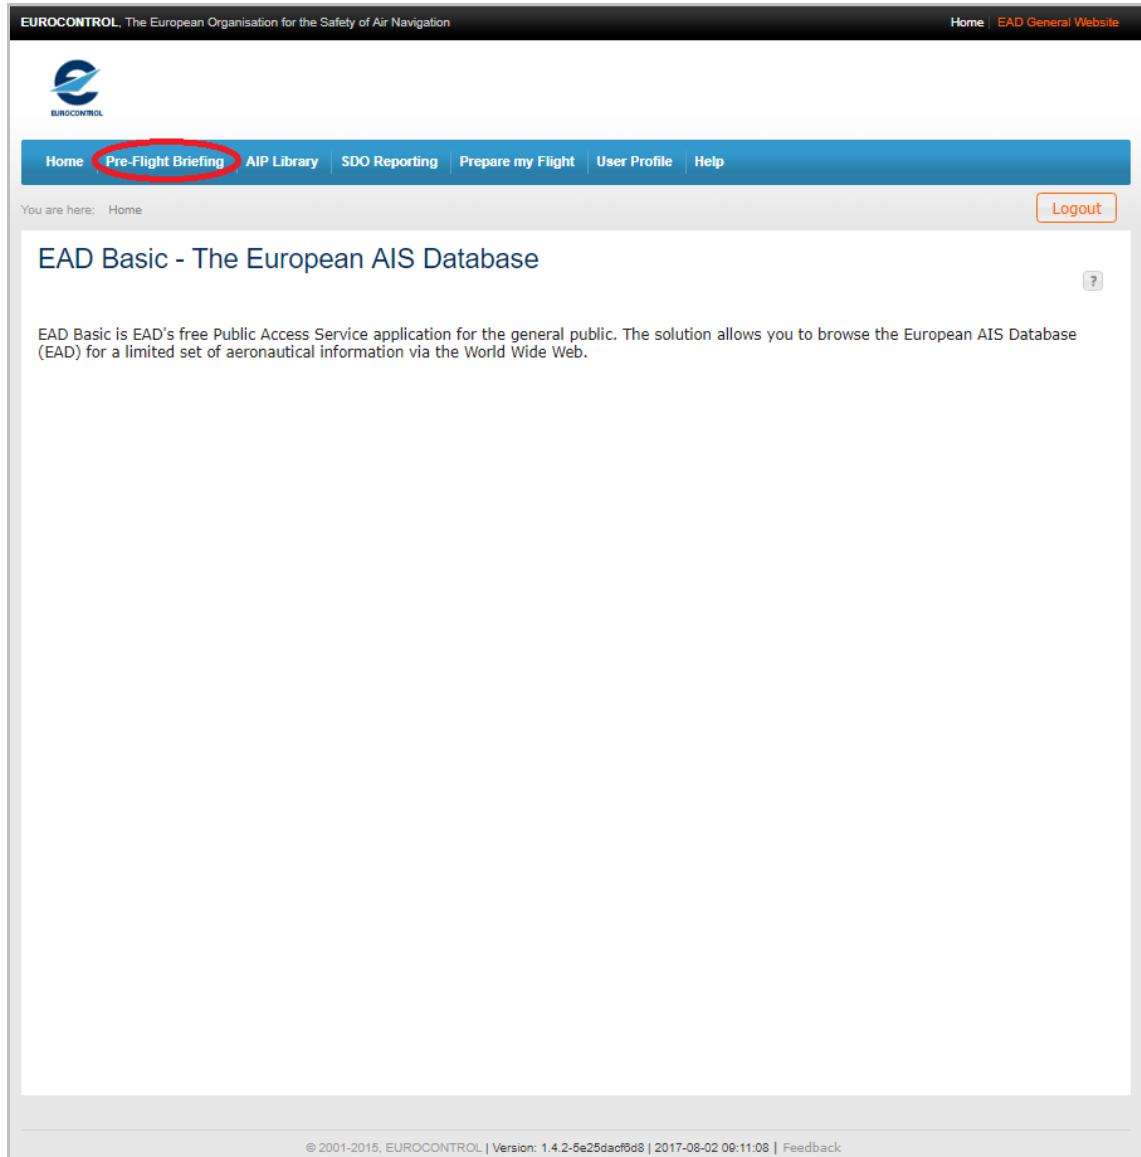 EUROCONTROL, The European Organisation for the Safety of Air Navigation
Home | EAD General Website
EUROCONTROL
Home Pre-Flight Briefing AIP Library SDO Reporting Prepare my Flight User Profile Help
You are here: Home
Logout
EAD Basic - The European AIS Database
?
EAD Basic is EAD's free Public Access Service application for the general public. The solution allows you to browse the European AIS Database
(EAD) for a limited set of aeronautical information via the World Wide Web.
© 2001-2015, EUROCONTROL | Version: 1.4.2-5e25dacf6d8 | 2017-08-02 09:11:08 | Feedback